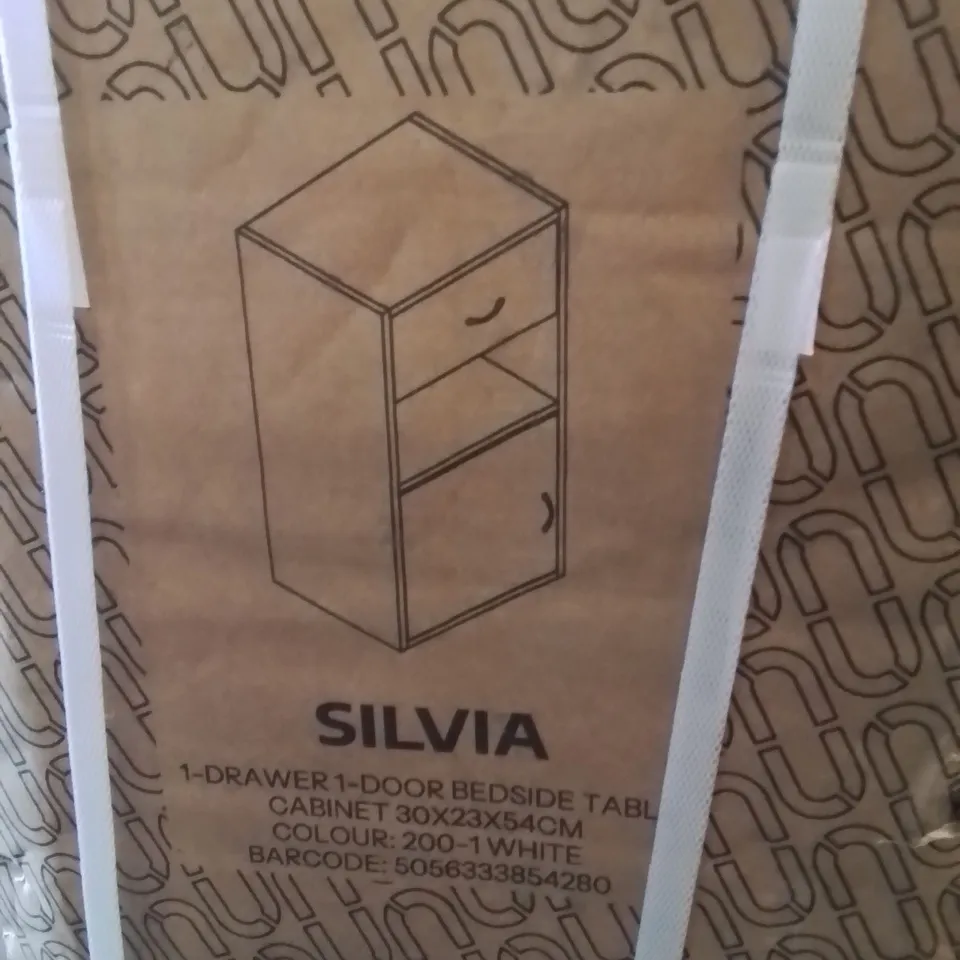 SILVIA
1-DRAWER 1-DOOR BEDSIDE TABL
CABINET 30X23X54CM
COLOUR: 200-1 WHITE
BARCODE: 5056333854280